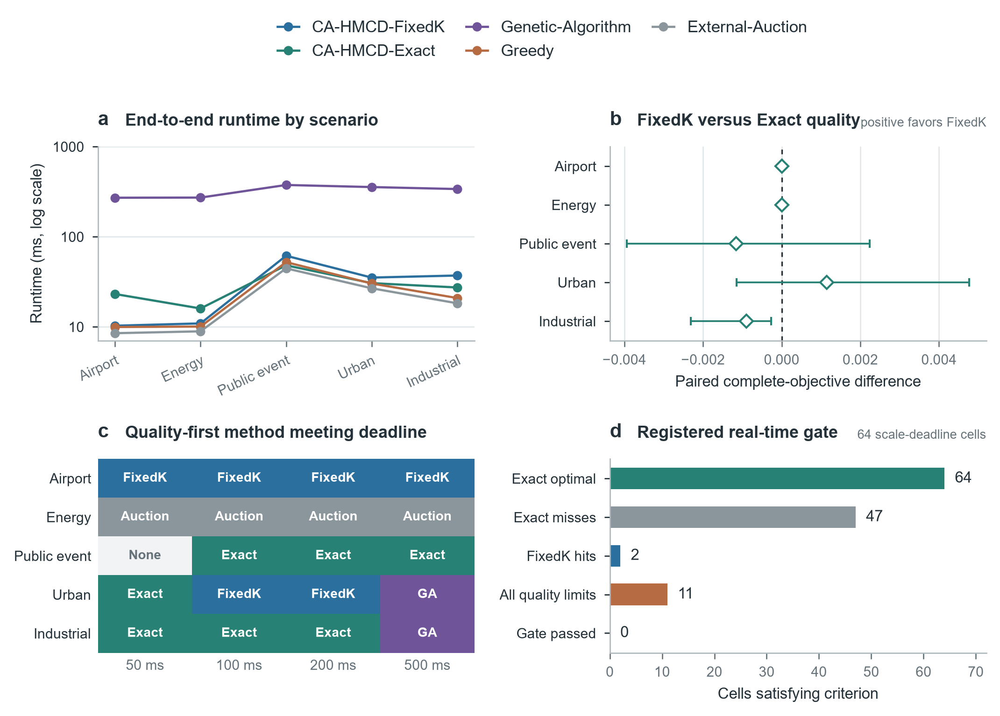 CA-HMCD-FixedK
CA-HMCD-Exact
Genetic-Algorithm
Greedy
External-Auction
a End-to-end runtime by scenario
Runtime (ms, log scale)
1000
100
10
Airport
Energy
Public event
Urban
Industrial
b FixedK versus Exact quality positive favors FixedK
Airport
Energy
Public event
Urban
Industrial
−0.004 −0.002 0.000 0.002 0.004
Paired complete-objective difference
c Quality-first method meeting deadline
Airport FixedK FixedK FixedK FixedK
Energy Auction Auction Auction Auction
Public event None Exact Exact Exact
Urban Exact FixedK FixedK GA
Industrial Exact Exact Exact GA
50 ms 100 ms 200 ms 500 ms
d Registered real-time gate 64 scale-deadline cells
Exact optimal 64
Exact misses 47
FixedK hits 2
All quality limits 11
Gate passed 0
0 10 20 30 40 50 60 70
Cells satisfying criterion